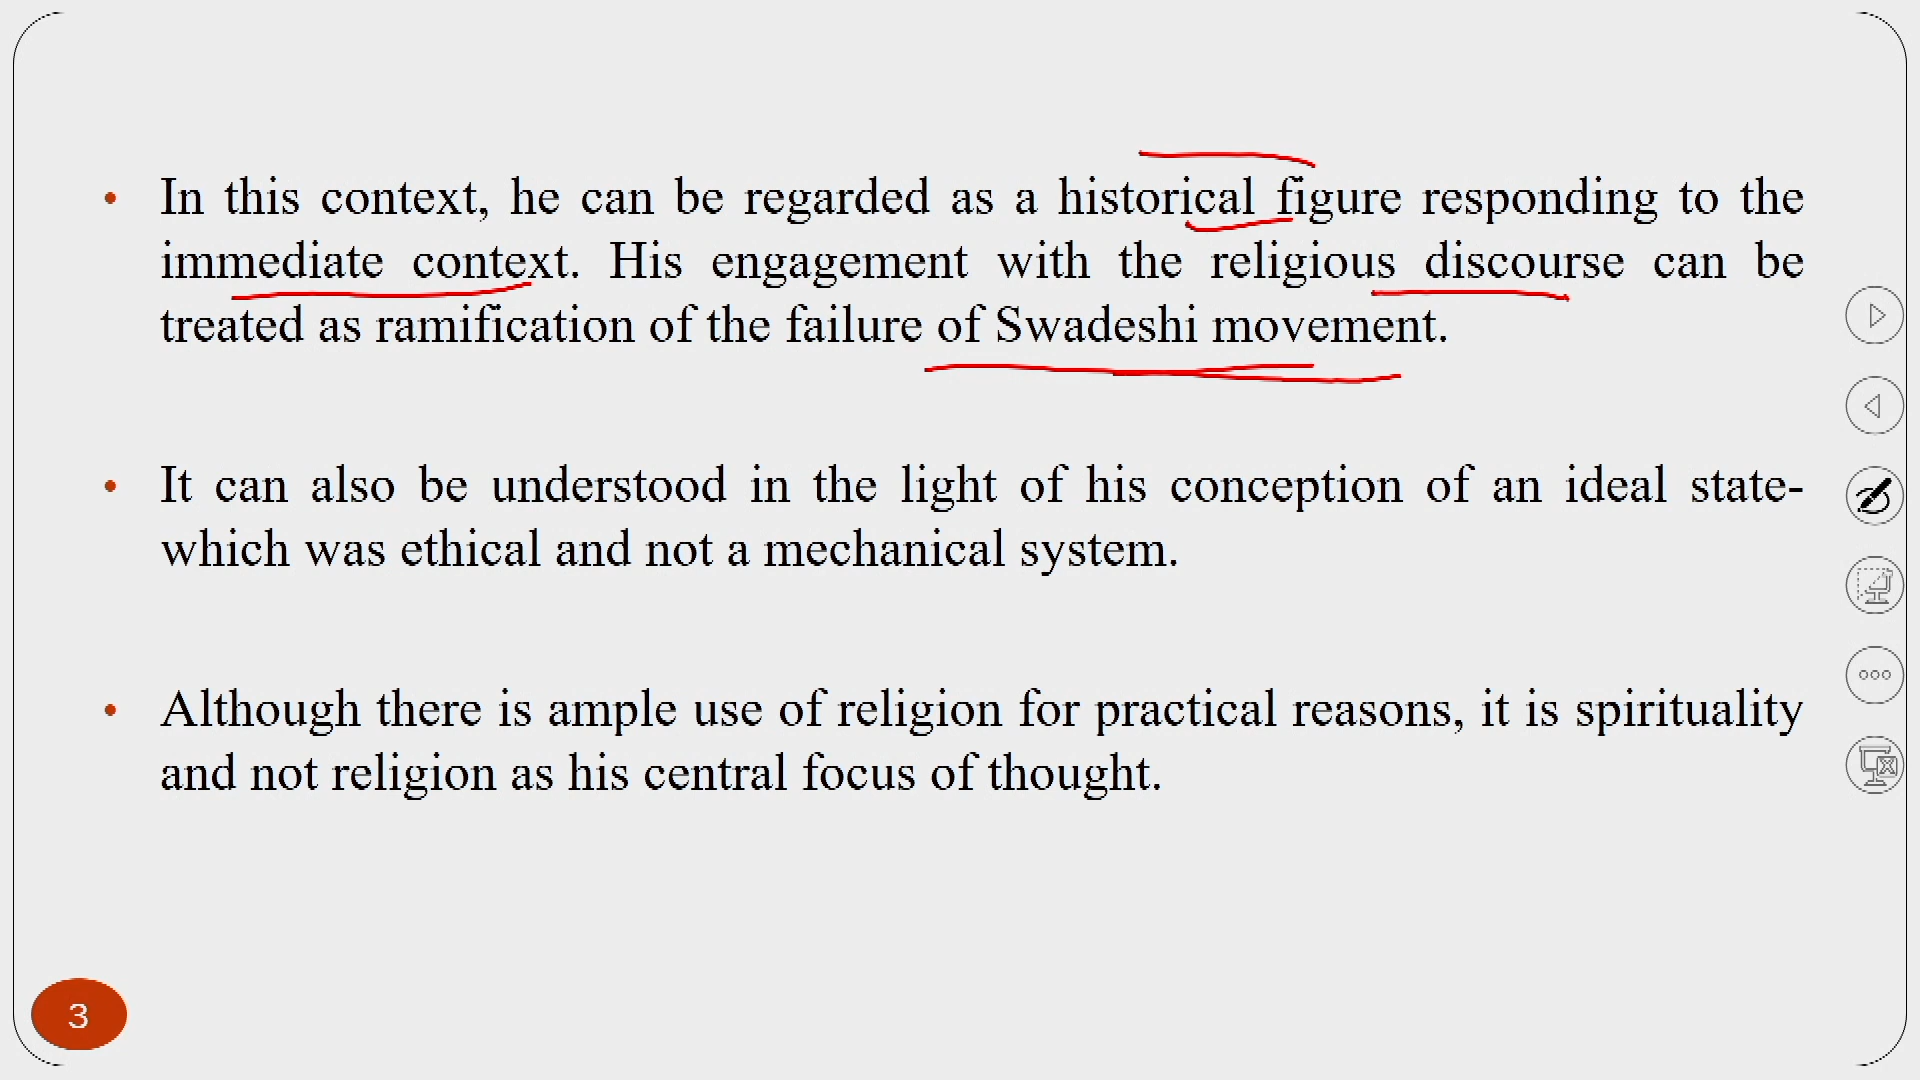 • In this context, he can be regarded as a historical figure responding to the
immediate context. His engagement with the religious discourse can be
treated as ramification of the failure of Swadeshi movement.
• It can also be understood in the light of his conception of an ideal state-
which was ethical and not a mechanical system.
• Although there is ample use of religion for practical reasons, it is spirituality
and not religion as his central focus of thought.
3